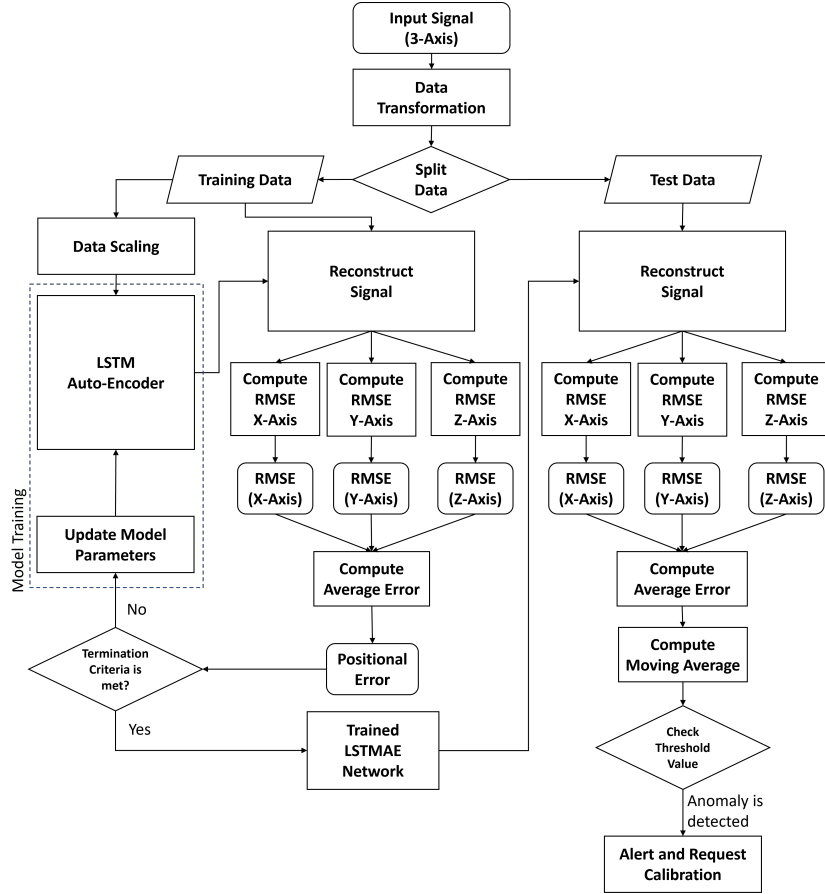 Input Signal
(3-Axis)
Data
Transformation
Split
Data
Training Data
Test Data
Data Scaling
Reconstruct
Signal
Reconstruct
Signal
LSTM
Auto-Encoder
Compute
RMSE
X-Axis
Compute
RMSE
Y-Axis
Compute
RMSE
Z-Axis
Compute
RMSE
X-Axis
Compute
RMSE
Y-Axis
Compute
RMSE
Z-Axis
RMSE
(X-Axis)
RMSE
(Y-Axis)
RMSE
(Z-Axis)
RMSE
(X-Axis)
RMSE
(Y-Axis)
RMSE
(Z-Axis)
Model Training
Update Model
Parameters
Compute
Average Error
Compute
Average Error
No
Termination
Criteria is
met?
Positional
Error
Compute
Moving Average
Yes
Trained
LSTMAE
Network
Check
Threshold
Value
Anomaly is
detected
Alert and Request
Calibration